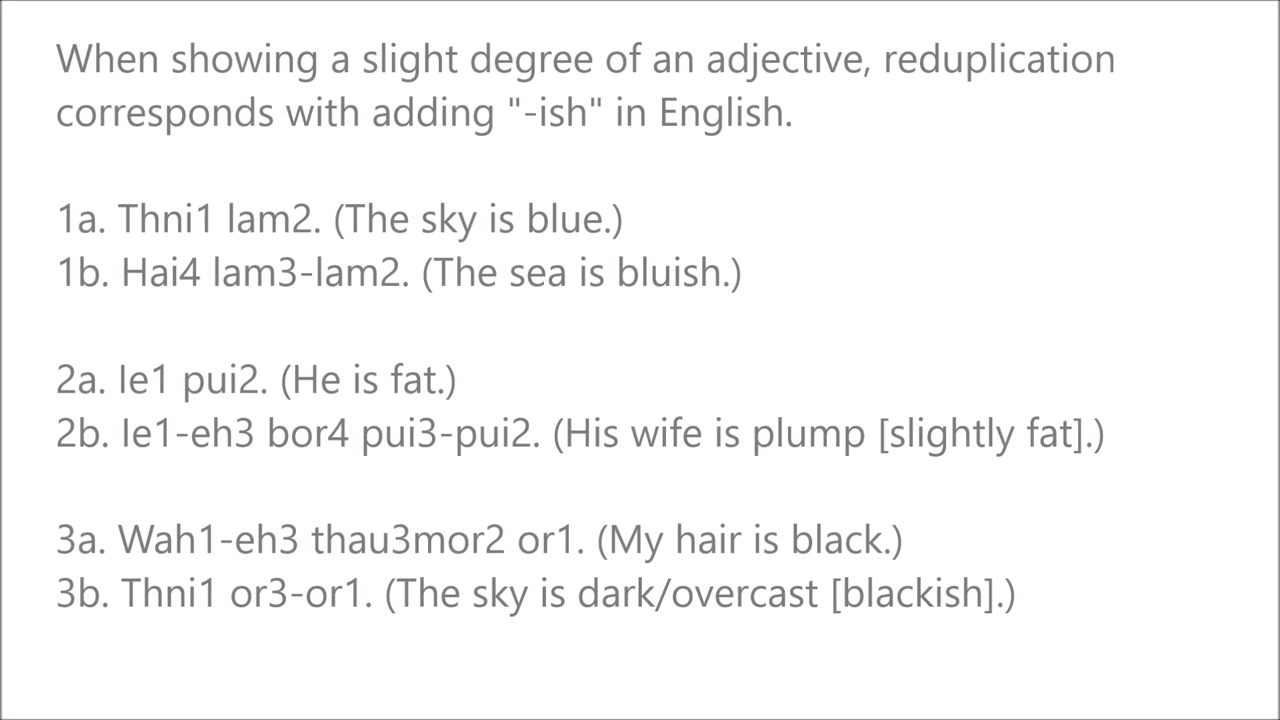 When showing a slight degree of an adjective, reduplication
corresponds with adding "-ish" in English.
1a. Thni1 lam2. (The sky is blue.)
1b. Hai4 lam3-lam2. (The sea is bluish.)
2a. Ie1 pui2. (He is fat.)
2b. Ie1-eh3 bor4 pui3-pui2. (His wife is plump [slightly fat].)
3a. Wah1-eh3 thau3mor2 or1. (My hair is black.)
3b. Thni1 or3-or1. (The sky is dark/overcast [blackish].)